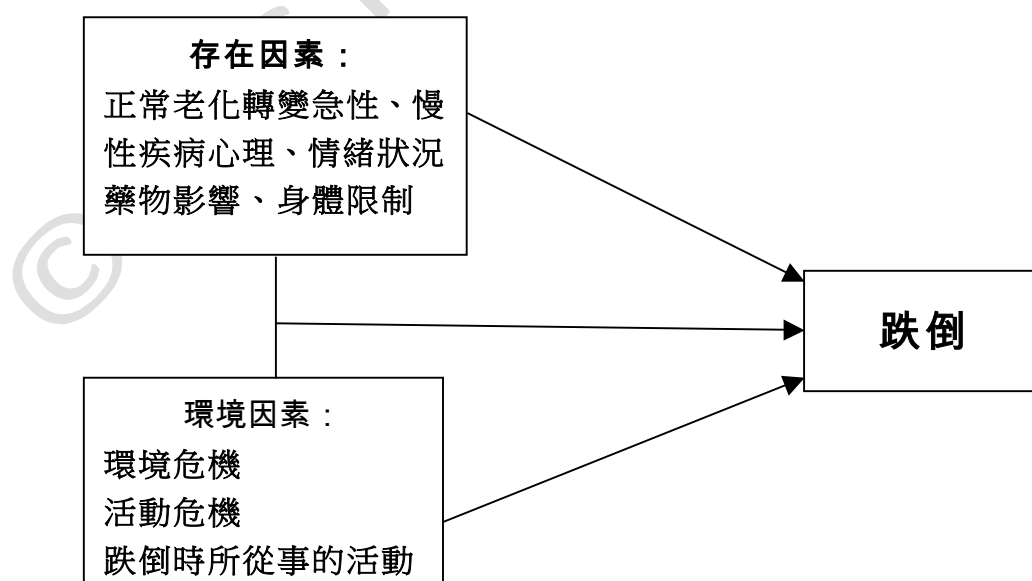 存在因素：
正常老化轉變急性、慢
性疾病心理、情緒狀況
藥物影響、身體限制
跌倒
環境因素：
環境危機
活動危機
跌倒時所從事的活動
©